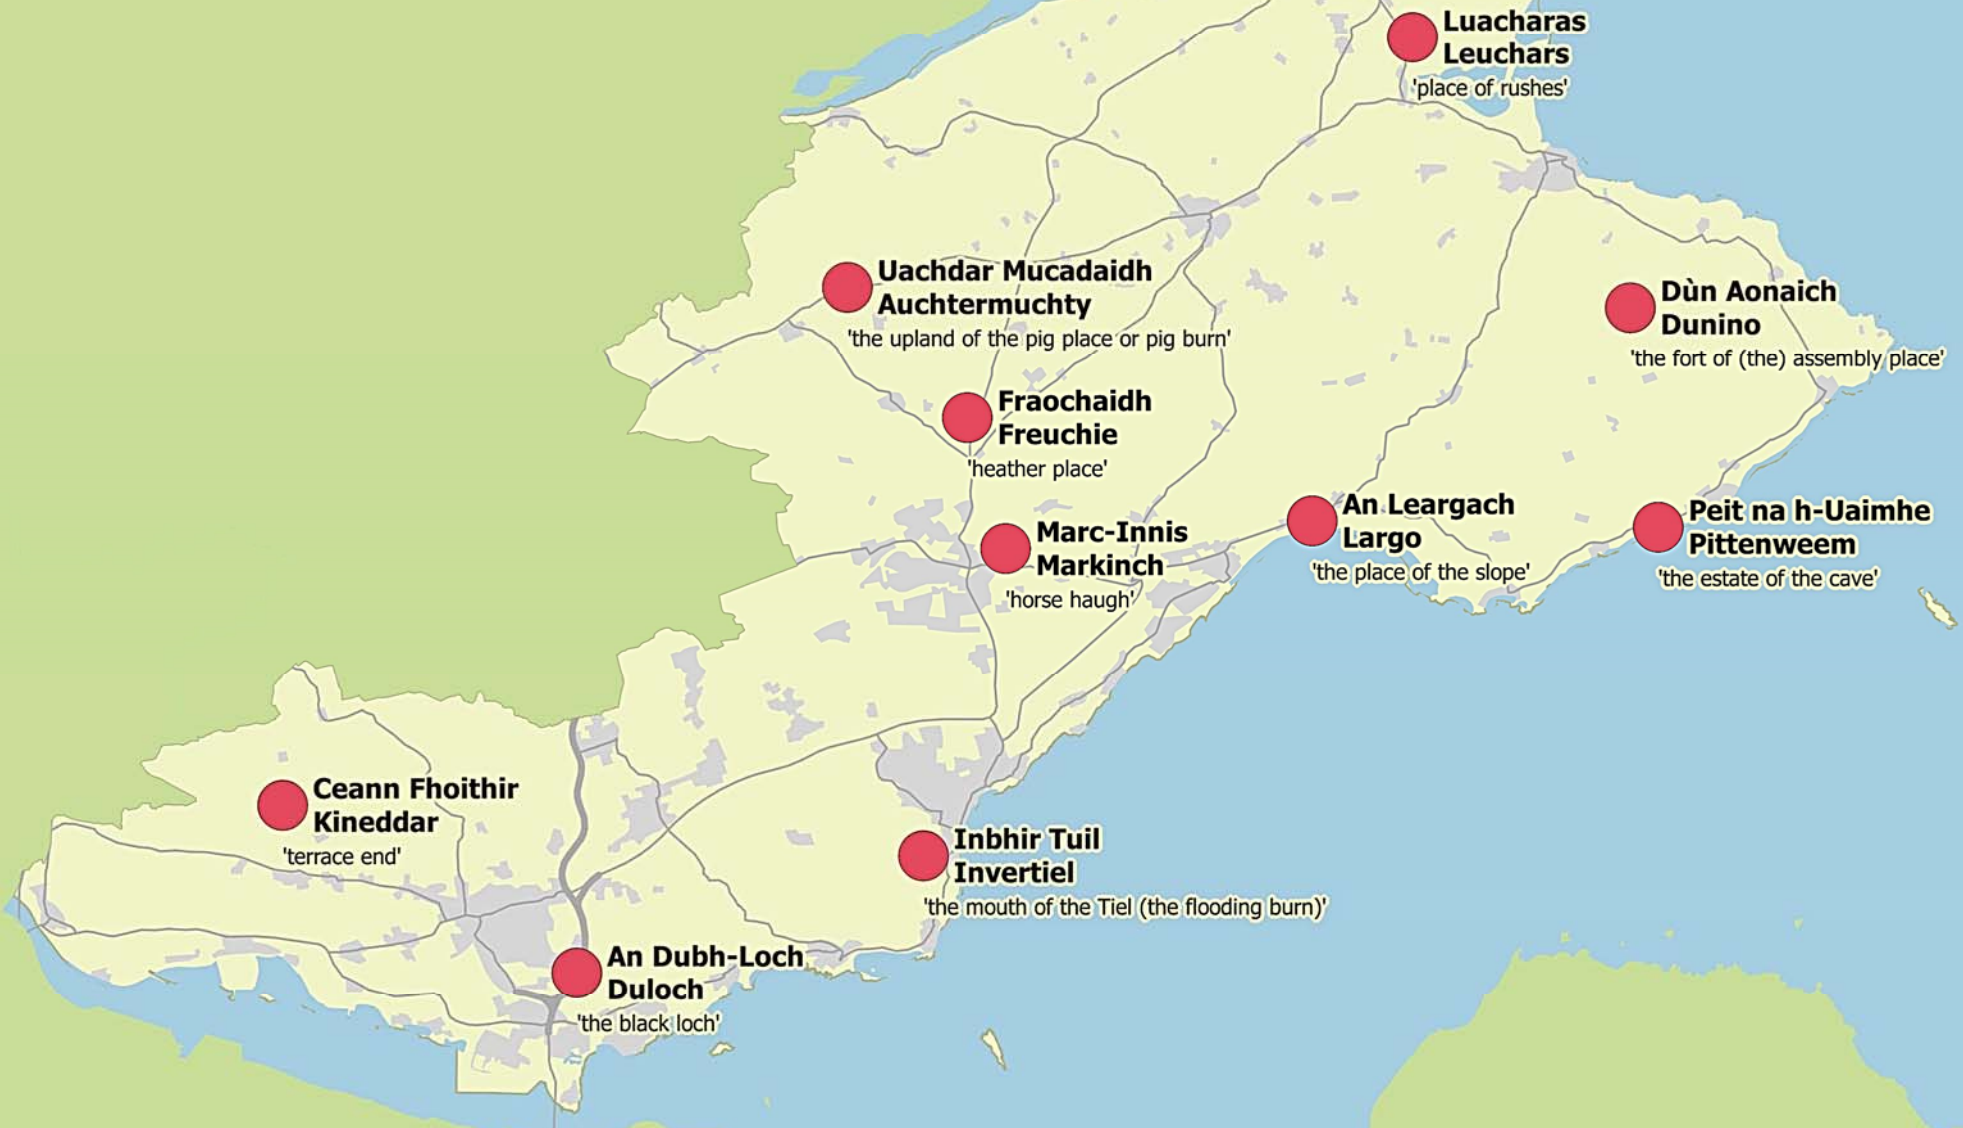 Luacharas
Leuchars
'place of rushes'
Uachdar Mucadaidh
Auchtermuchty
'the upland of the pig place or pig burn'
Dùn Aonaich
Dunino
'the fort of (the) assembly place'
Fraochaidh
Freuchie
'heather place'
An Leargach
Largo
'the place of the slope'
Peit na h-Uaimhe
Pittenweem
'the estate of the cave'
Marc-Innis
Markinch
'horse haugh'
Ceann Fhoithir
Kineddar
'terrace end'
Inbhir Tuil
Invertiel
'the mouth of the Tiel (the flooding burn)'
An Dubh-Loch
Duloch
'the black loch'